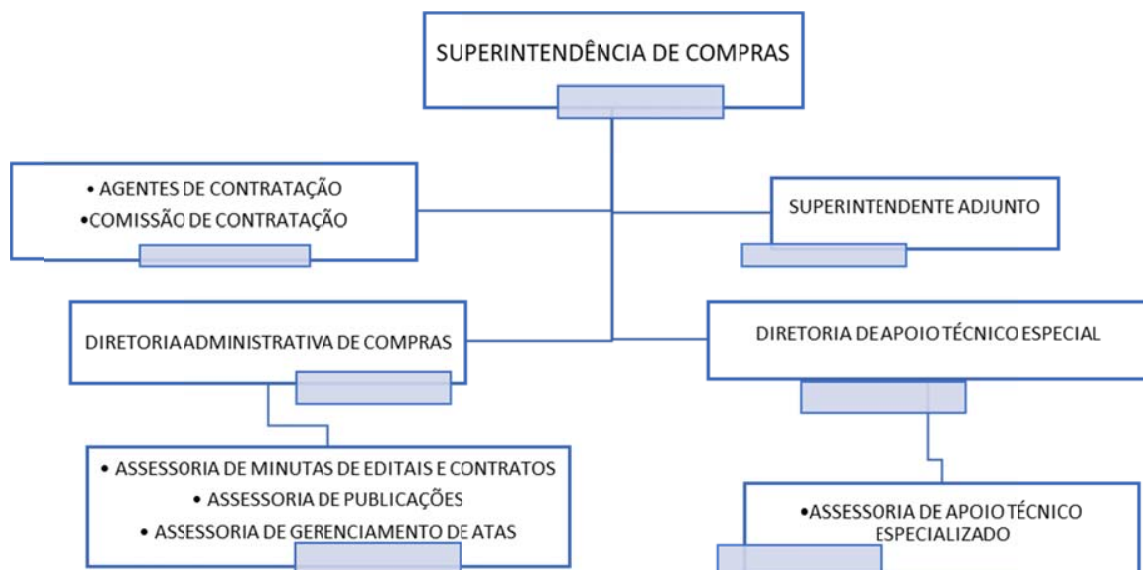 SUPERINTENDÊNCIA DE COMPRAS
• AGENTES DE CONTRATAÇÃO
•COMISSÃO DE CONTRATAÇÃO
SUPERINTENDENTE ADJUNTO
DIRETORIA ADMINISTRATIVA DE COMPRAS
DIRETORIA DE APOIO TÉCNICO ESPECIAL
• ASSESSORIA DE MINUTAS DE EDITAIS E CONTRATOS
• ASSESSORIA DE PUBLICAÇÕES
• ASSESSORIA DE GERENCIAMENTO DE ATAS
•ASSESSORIA DE APOIO TÉCNICO
ESPECIALIZADO